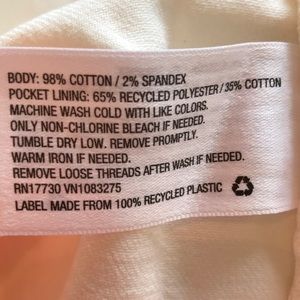 BODY: 98% COTTON / 2% SPANDEX
POCKET LINING: 65% RECYCLED POLYESTER / 35% COTTON
MACHINE WASH COLD WITH LIKE COLORS.
ONLY NON-CHLORINE BLEACH IF NEEDED.
TUMBLE DRY LOW. REMOVE PROMPTLY.
WARM IRON IF NEEDED.
REMOVE LOOSE THREADS AFTER WASH IF NEEDED.
RN17730 VN1083275
LABEL MADE FROM 100% RECYCLED PLASTIC